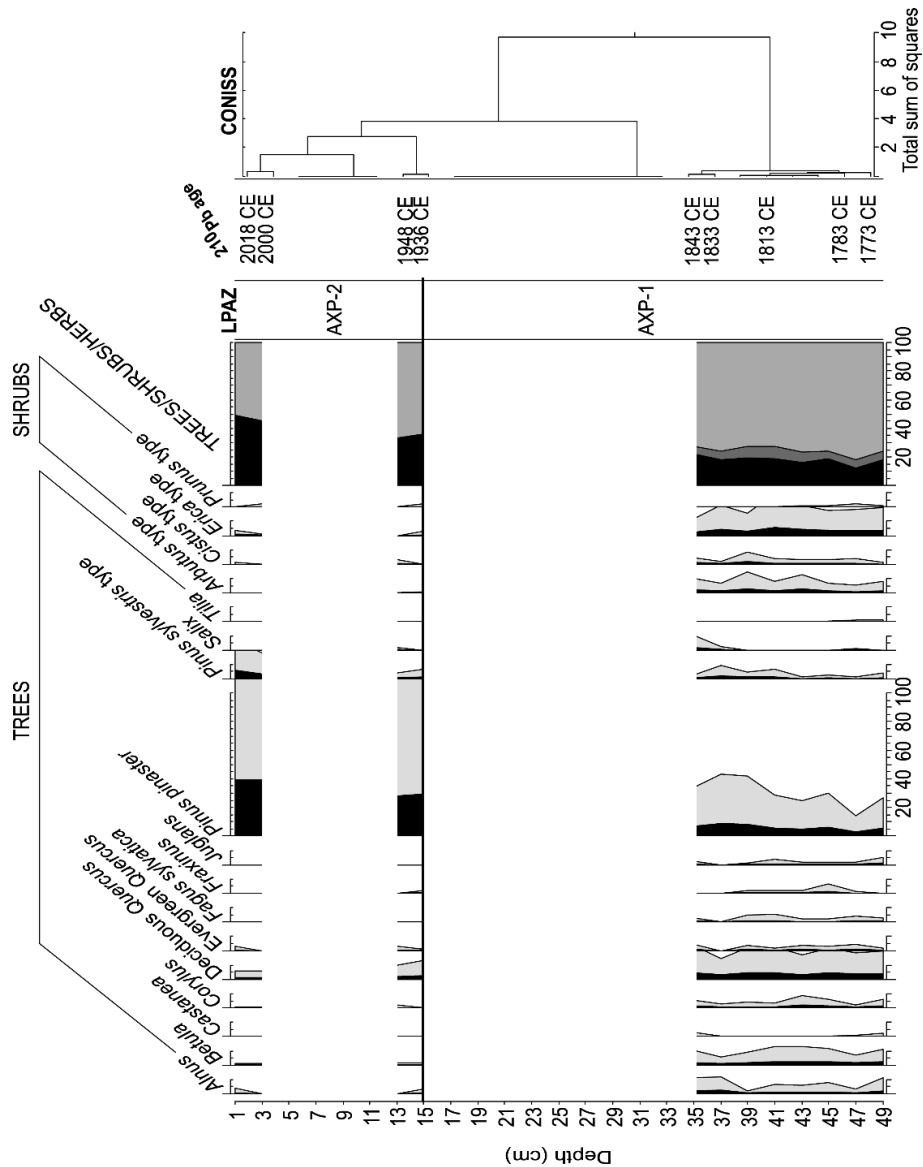 TREES
SHRUBS
Alnus
Betula
Castanea
Corylus
Deciduous Quercus
Evergreen Quercus
Fagus sylvatica
Fraxinus
Juglans
Pinus pinaster
Pinus sylvestris type
Salix
Tilia
Arbutus type
Cistus type
Erica type
Prunus type
TREES/SHRUBS/HERBS
LPAZ
210Pb age
CONISS
AXP-2
AXP-1
2018 CE
2000 CE
1948 CE
1936 CE
1843 CE
1833 CE
1813 CE
1783 CE
1773 CE
1
3
5
7
9
11
13
15
17
19
21
23
25
27
29
31
33
35
37
39
41
43
45
47
49
Depth (cm)
20 40 60 80 100
20 40 60 80 100
2 4 6 8 10
Total sum of squares